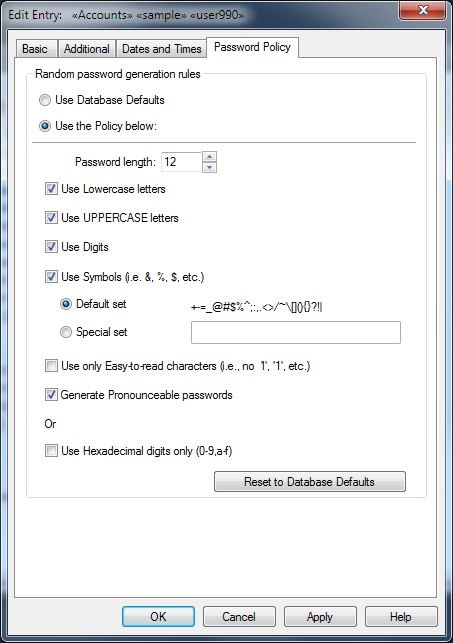 Edit Entry: «Accounts» «sample» «user990»
Basic Additional Dates and Times Password Policy
Random password generation rules
Use Database Defaults
Use the Policy below:
Password length: 12
Use Lowercase letters
Use UPPERCASE letters
Use Digits
Use Symbols (i.e. &, %, $, etc.)
Default set +-=_@#$%^;:,.<>/~\[](){}?!|
Special set
Use only Easy-to-read characters (i.e., no 'l', '1', etc.)
Generate Pronounceable passwords
Or
Use Hexadecimal digits only (0-9,a-f)
Reset to Database Defaults
OK Cancel Apply Help